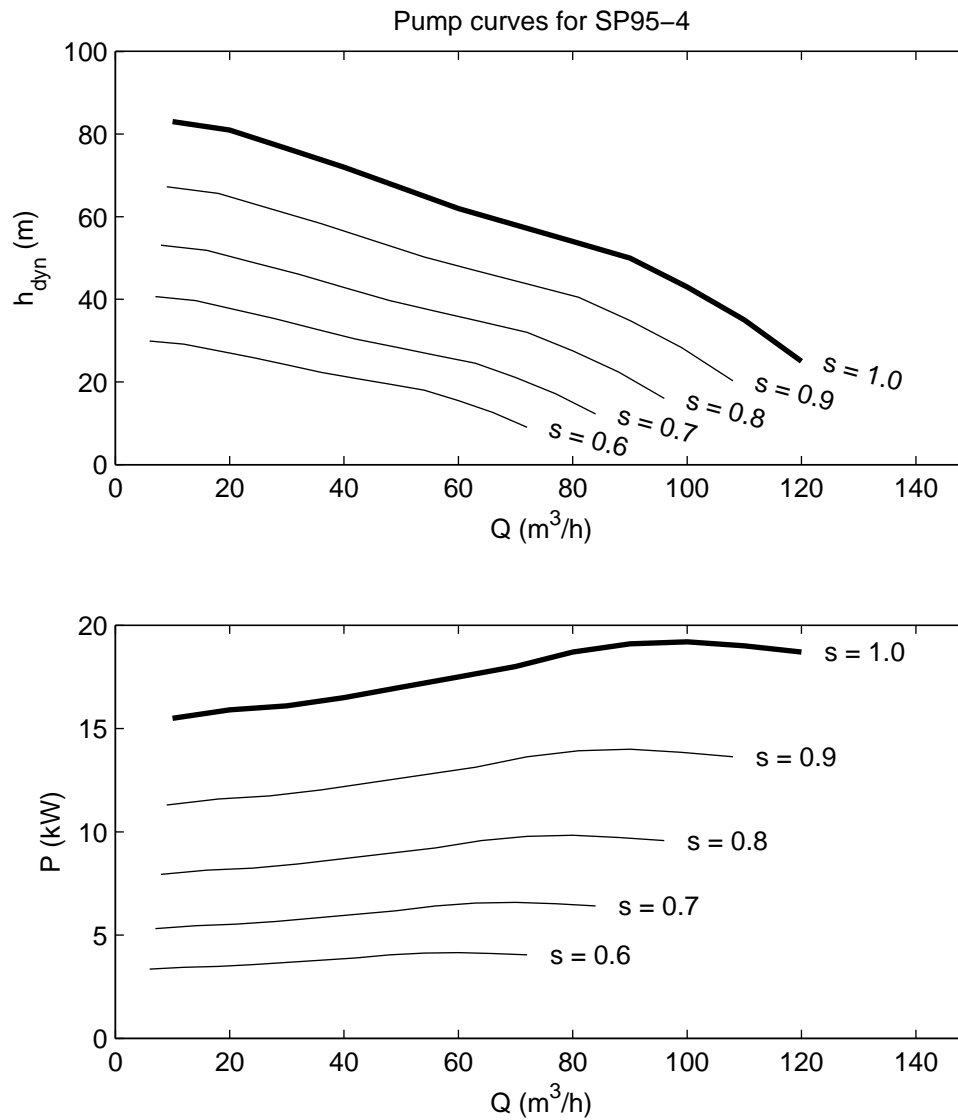 Pump curves for SP95−4
100
80
60
40
20
0
h_dyn (m)
s = 1.0
s = 0.9
s = 0.8
s = 0.7
s = 0.6
0 20 40 60 80 100 120 140
Q (m³/h)
20
15
10
5
0
P (kW)
s = 1.0
s = 0.9
s = 0.8
s = 0.7
s = 0.6
0 20 40 60 80 100 120 140
Q (m³/h)